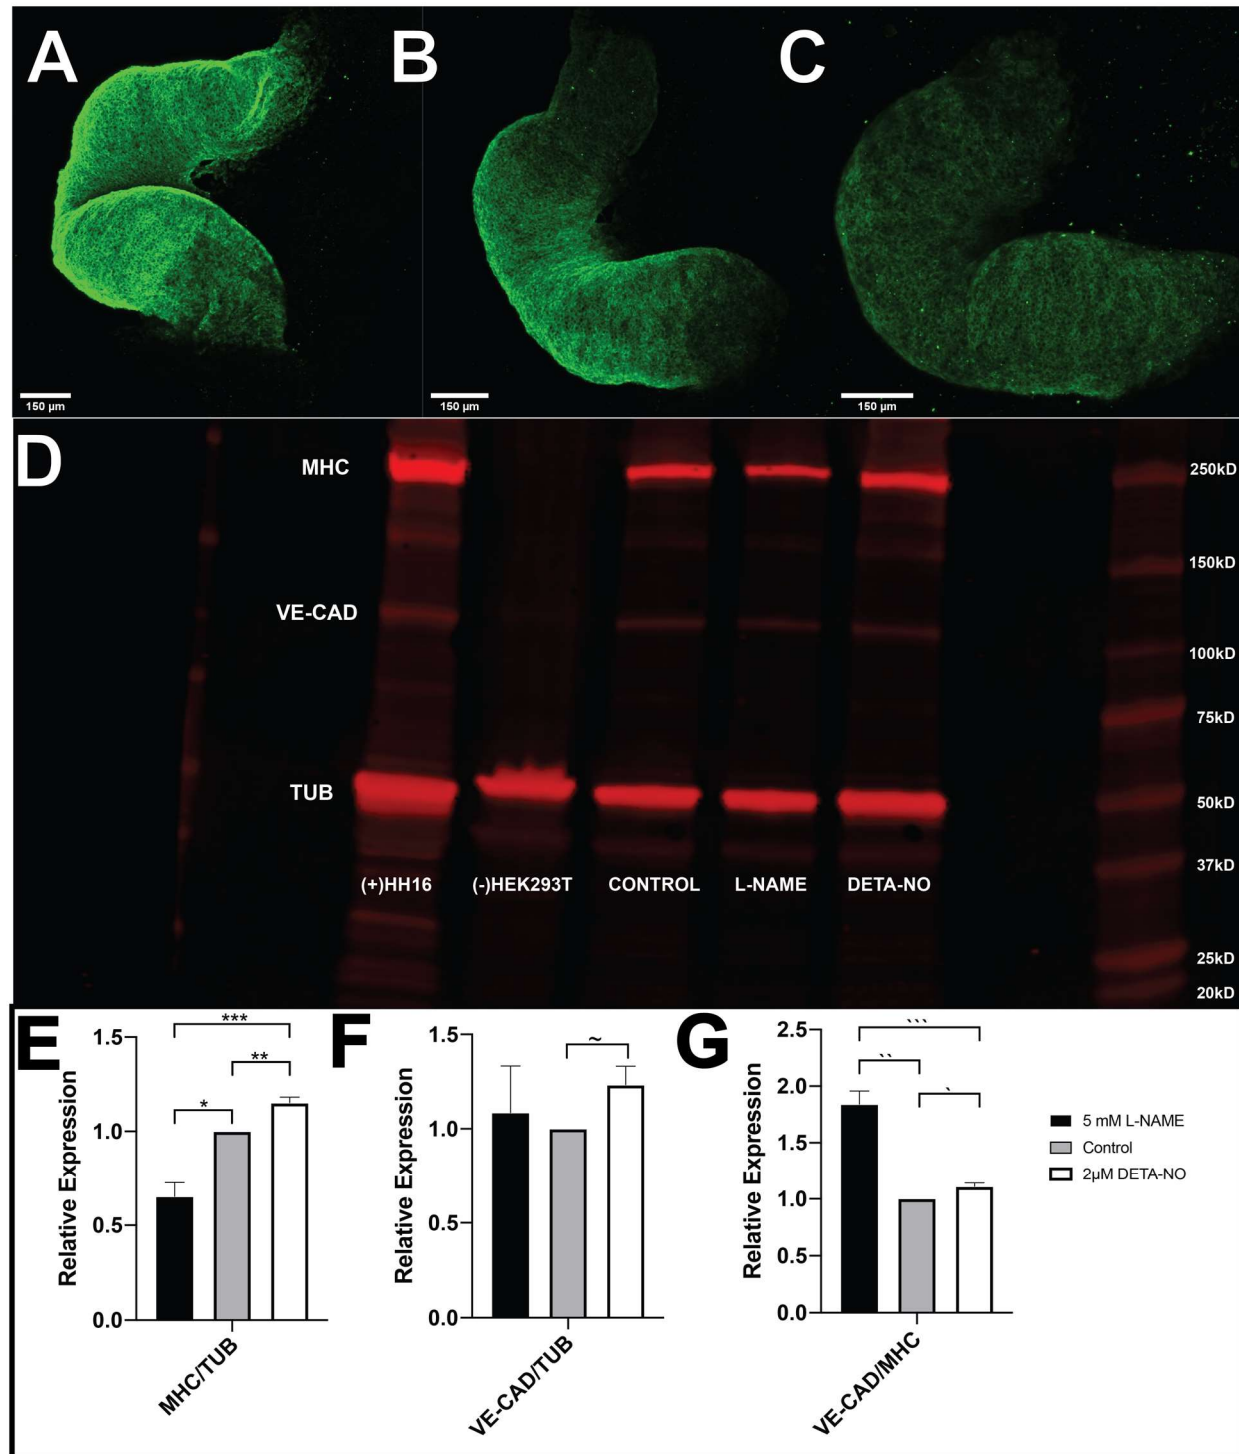 A
B
C
150 µm
150 µm
150 µm
D
MHC
250kD
150kD
VE-CAD
100kD
75kD
TUB
50kD
37kD
(+)HH16
(-)HEK293T
CONTROL
L-NAME
DETA-NO
25kD
20kD
E
1.5
1.0
0.5
0.0
Relative Expression
***
**
*
MHC/TUB
F
1.5
1.0
0.5
0.0
Relative Expression
~
VE-CAD/TUB
G
2.5
2.0
1.5
1.0
0.5
0.0
Relative Expression
```
``
`
VE-CAD/MHC
5 mM L-NAME
Control
2µM DETA-NO